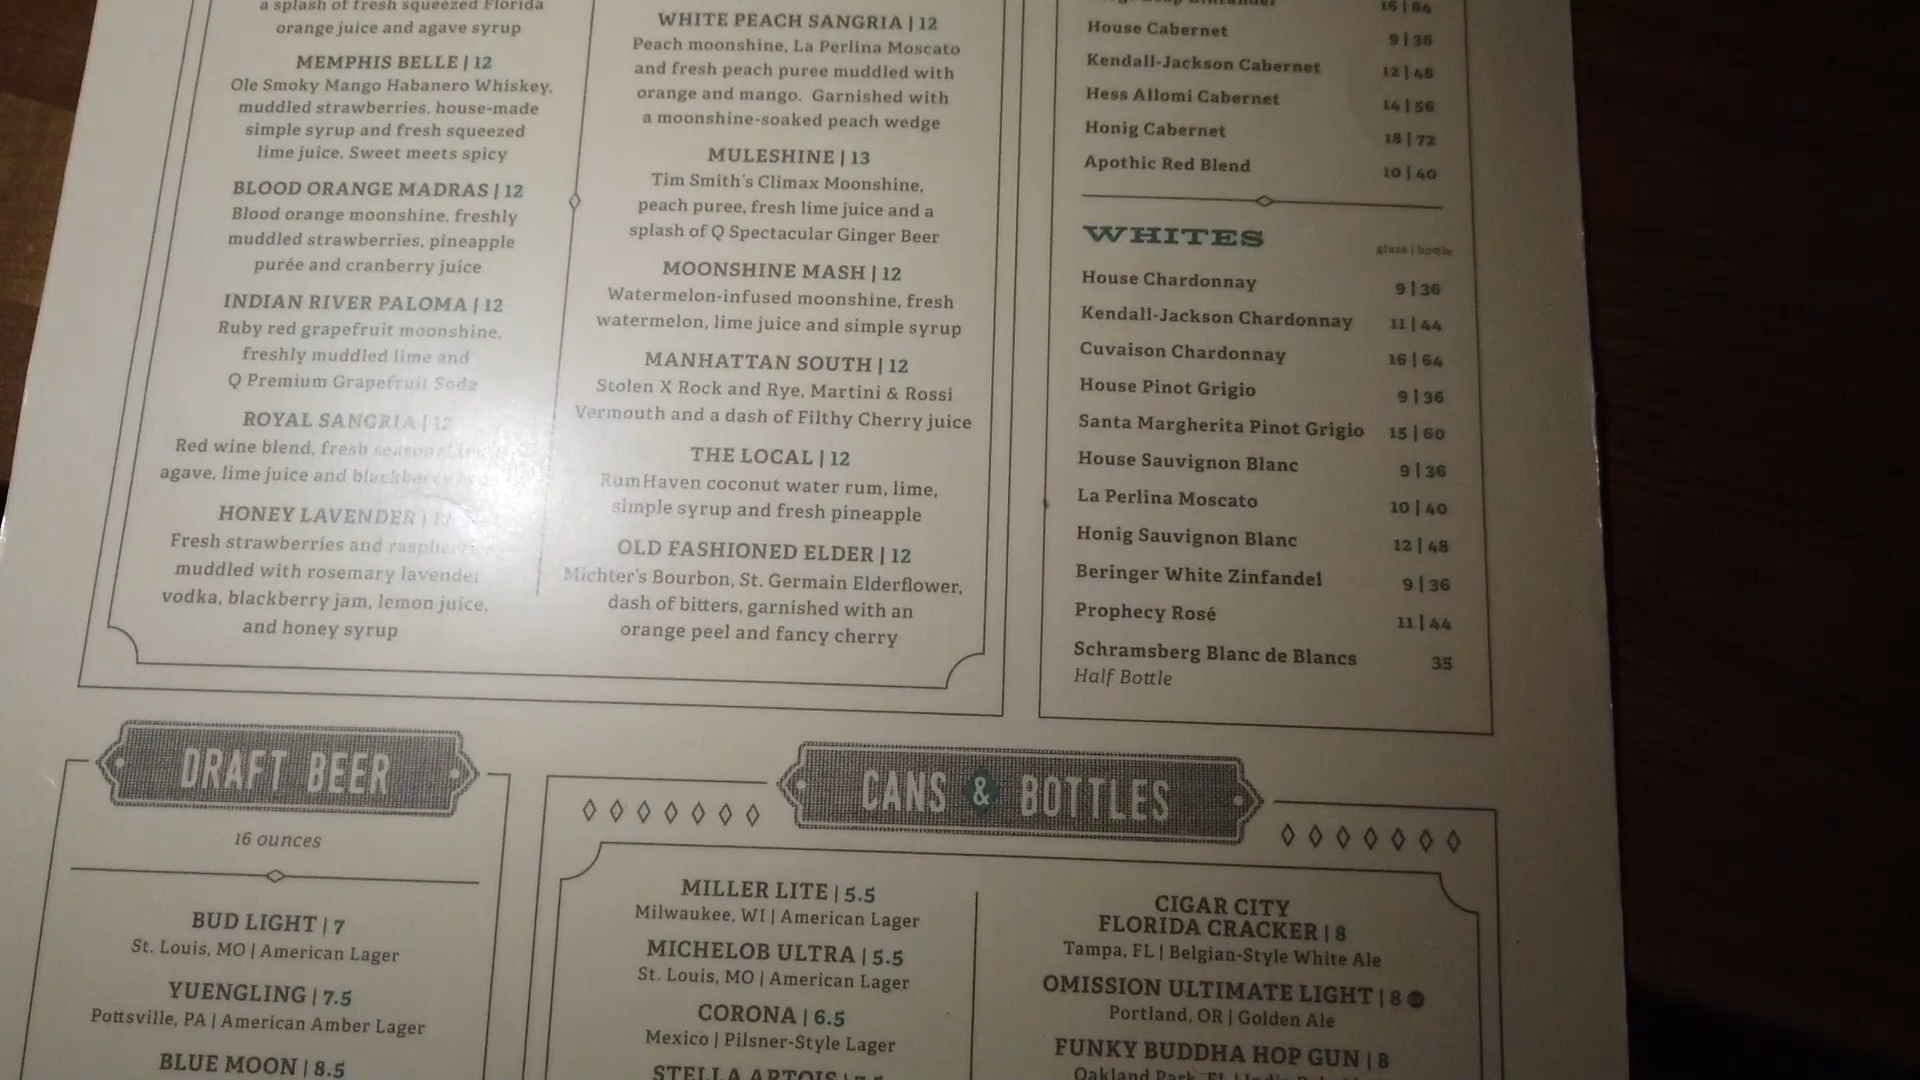 a splash of fresh squeezed Florida
orange juice and agave syrup
MEMPHIS BELLE | 12
Ole Smoky Mango Habanero Whiskey,
muddled strawberries, house-made
simple syrup and fresh squeezed
lime juice. Sweet meets spicy
BLOOD ORANGE MADRAS | 12
Blood orange moonshine, freshly
muddled strawberries, pineapple
purée and cranberry juice
INDIAN RIVER PALOMA | 12
Ruby red grapefruit moonshine,
freshly muddled lime and
Q Premium Grapefruit Soda
ROYAL SANGRIA | 12
Red wine blend, fresh seasonal
agave, lime juice and blackberry
HONEY LAVENDER |
Fresh strawberries and raspberries
muddled with rosemary lavender
vodka, blackberry jam, lemon juice,
and honey syrup
WHITE PEACH SANGRIA | 12
Peach moonshine, La Perlina Moscato
and fresh peach puree muddled with
orange and mango. Garnished with
a moonshine-soaked peach wedge
MULESHINE | 13
Tim Smith's Climax Moonshine,
peach puree, fresh lime juice and a
splash of Q Spectacular Ginger Beer
MOONSHINE MASH | 12
Watermelon-infused moonshine, fresh
watermelon, lime juice and simple syrup
MANHATTAN SOUTH | 12
Stolen X Rock and Rye, Martini & Rossi
Vermouth and a dash of Filthy Cherry juice
THE LOCAL | 12
RumHaven coconut water rum, lime,
simple syrup and fresh pineapple
OLD FASHIONED ELDER | 12
Michter's Bourbon, St. Germain Elderflower,
dash of bitters, garnished with an
orange peel and fancy cherry
16 | 64
House Cabernet 9 | 36
Kendall-Jackson Cabernet 12 | 48
Hess Allomi Cabernet 14 | 56
Honig Cabernet 18 | 72
Apothic Red Blend 10 | 40
WHITES glass | bottle
House Chardonnay 9 | 36
Kendall-Jackson Chardonnay 11 | 44
Cuvaison Chardonnay 16 | 64
House Pinot Grigio 9 | 36
Santa Margherita Pinot Grigio 15 | 60
House Sauvignon Blanc 9 | 36
La Perlina Moscato 10 | 40
Honig Sauvignon Blanc 12 | 48
Beringer White Zinfandel 9 | 36
Prophecy Rosé 11 | 44
Schramsberg Blanc de Blancs 35
Half Bottle
DRAFT BEER
16 ounces
BUD LIGHT | 7
St. Louis, MO | American Lager
YUENGLING | 7.5
Pottsville, PA | American Amber Lager
BLUE MOON | 8.5
CANS & BOTTLES
MILLER LITE | 5.5
Milwaukee, WI | American Lager
MICHELOB ULTRA | 5.5
St. Louis, MO | American Lager
CORONA | 6.5
Mexico | Pilsner-Style Lager
STELLA ARTOIS |
CIGAR CITY
FLORIDA CRACKER | 8
Tampa, FL | Belgian-Style White Ale
OMISSION ULTIMATE LIGHT | 8
Portland, OR | Golden Ale
FUNKY BUDDHA HOP GUN | 8
Oakland Park, FL |